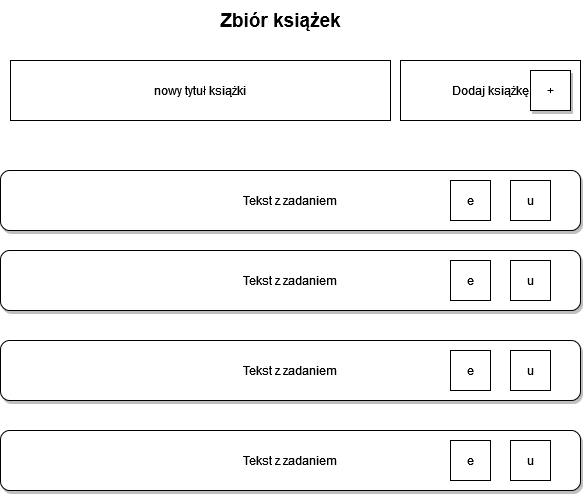 Zbiór książek
nowy tytuł książki
Dodaj książkę +
Tekst z zadaniem e u
Tekst z zadaniem e u
Tekst z zadaniem e u
Tekst z zadaniem e u